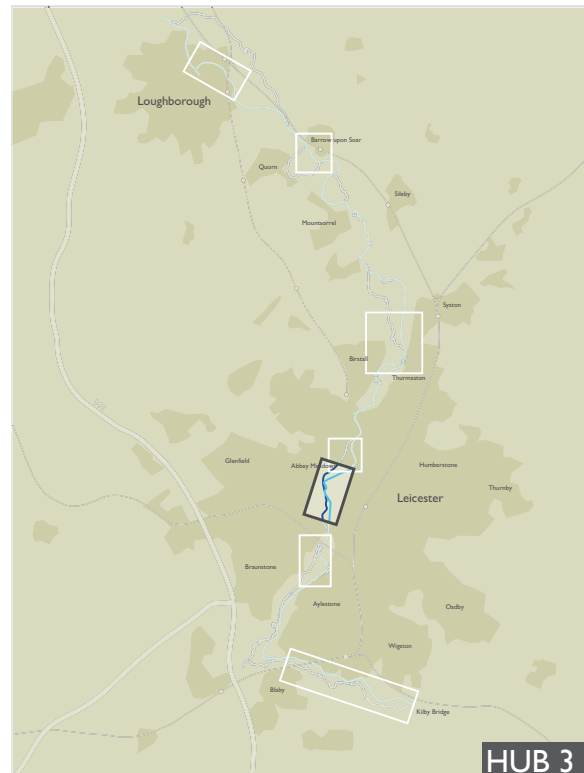 Loughborough
Barrow upon Soar
Quorn
Sileby
Mountsorrel
Syston
Birstall
Thurmaston
Glenfield
Abbey Meadows
Humberstone
Thurnby
Leicester
Braunstone
Aylestone
Oadby
Wigston
Blaby
Kilby Bridge
HUB 3